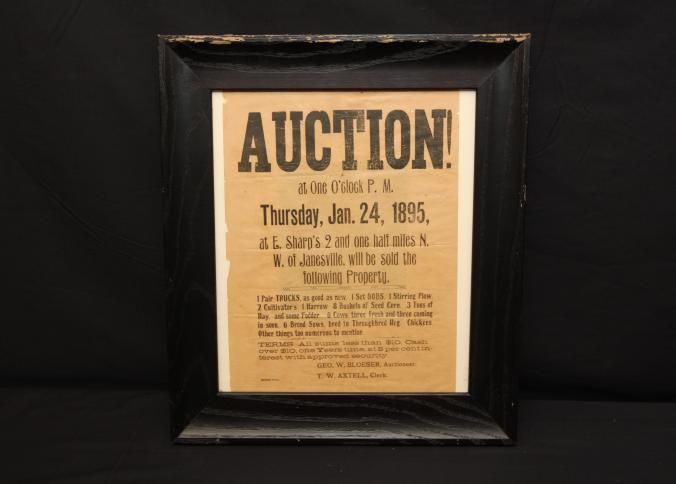 AUCTION!
at One O'clock P. M.
Thursday, Jan. 24, 1895,
at E. Sharp's 2 and one half miles N.
W. of Janesville, will be sold the
following Property.
1 Pair TRUCKS, as good as new. 1 Set BOBS. 1 Stirring Plow
2 Cultivators 1 Harrow 8 Bushels of Seed Corn. 3 Tons of
Hay, and some Fodder. 6 Cows, three fresh and three coming
in soon. 6 Brood Sows, bred to Throughbred Hog. Chickens
Other things too numerous to mention
TERMS All sums less than $10, Cash
over $10, one Years time at 8 per cent in-
terest with approved security
GEO. W. BLOESER, Auctioneer.
T. W. AXTELL, Clerk.